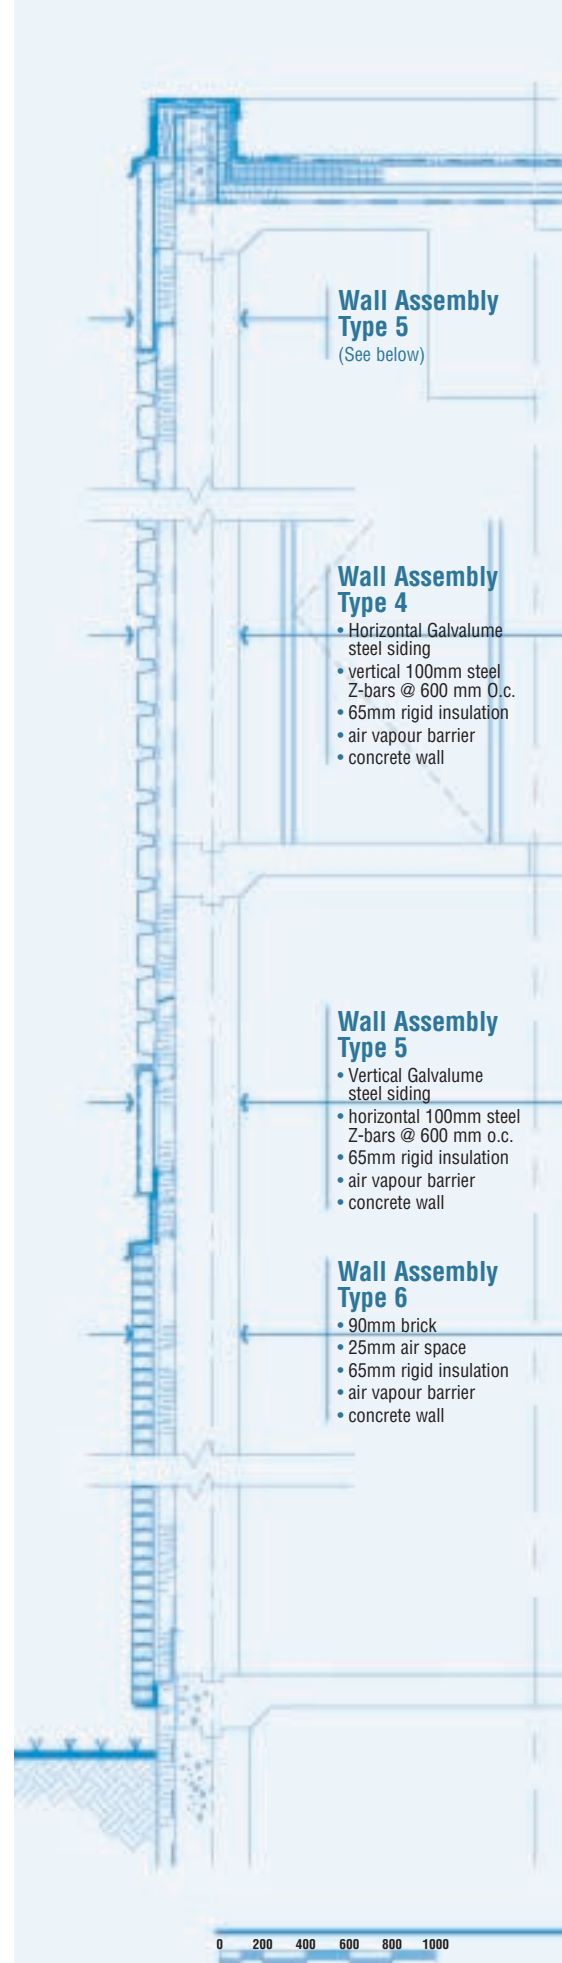 Wall Assembly
Type 5
(See below)
Wall Assembly
Type 4
• Horizontal Galvalume
steel siding
• vertical 100mm steel
Z-bars @ 600 mm O.c.
• 65mm rigid insulation
• air vapour barrier
• concrete wall
Wall Assembly
Type 5
• Vertical Galvalume
steel siding
• horizontal 100mm steel
Z-bars @ 600 mm o.c.
• 65mm rigid insulation
• air vapour barrier
• concrete wall
Wall Assembly
Type 6
• 90mm brick
• 25mm air space
• 65mm rigid insulation
• air vapour barrier
• concrete wall
0 200 400 600 800 1000